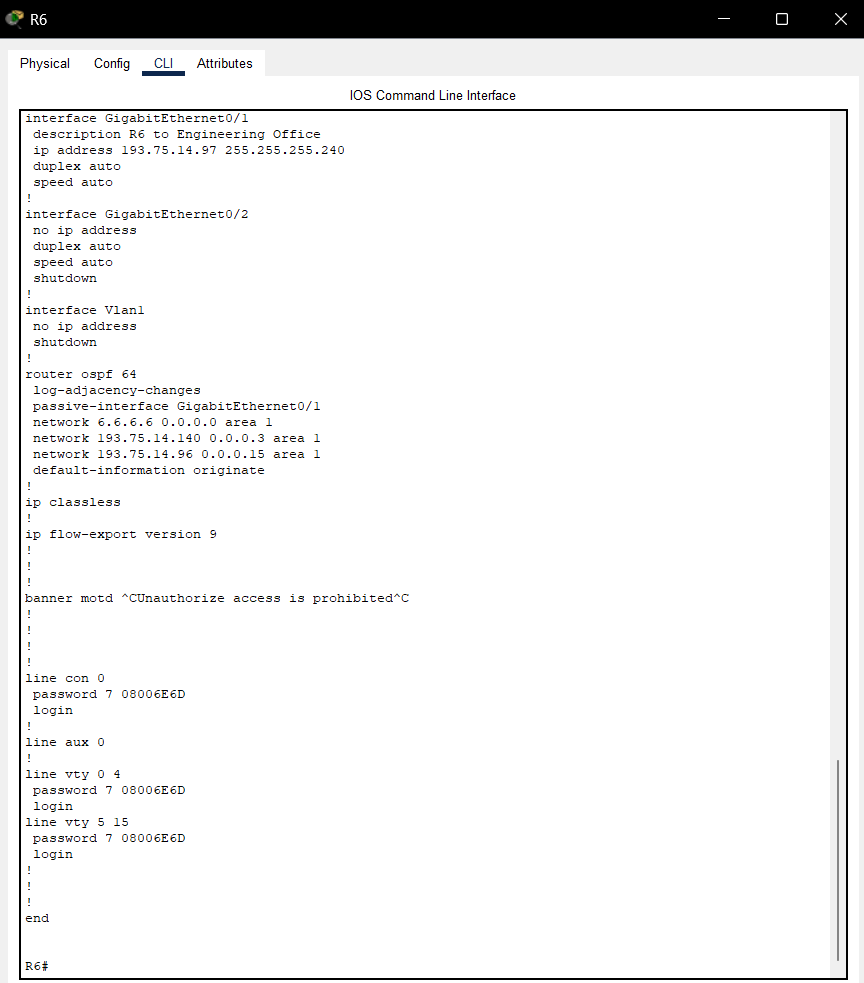 R6
Physical Config CLI Attributes
IOS Command Line Interface
interface GigabitEthernet0/1
description R6 to Engineering Office
ip address 193.75.14.97 255.255.255.240
duplex auto
speed auto
!
interface GigabitEthernet0/2
no ip address
duplex auto
speed auto
shutdown
!
interface Vlan1
no ip address
shutdown
!
router ospf 64
log-adjacency-changes
passive-interface GigabitEthernet0/1
network 6.6.6.6 0.0.0.0 area 1
network 193.75.14.140 0.0.0.3 area 1
network 193.75.14.96 0.0.0.15 area 1
default-information originate
!
ip classless
!
ip flow-export version 9
!
!
!
banner motd ^CUnauthorize access is prohibited^C
!
!
!
!
line con 0
password 7 08006E6D
login
!
line aux 0
!
line vty 0 4
password 7 08006E6D
login
line vty 5 15
password 7 08006E6D
login
!
!
!
end
R6#